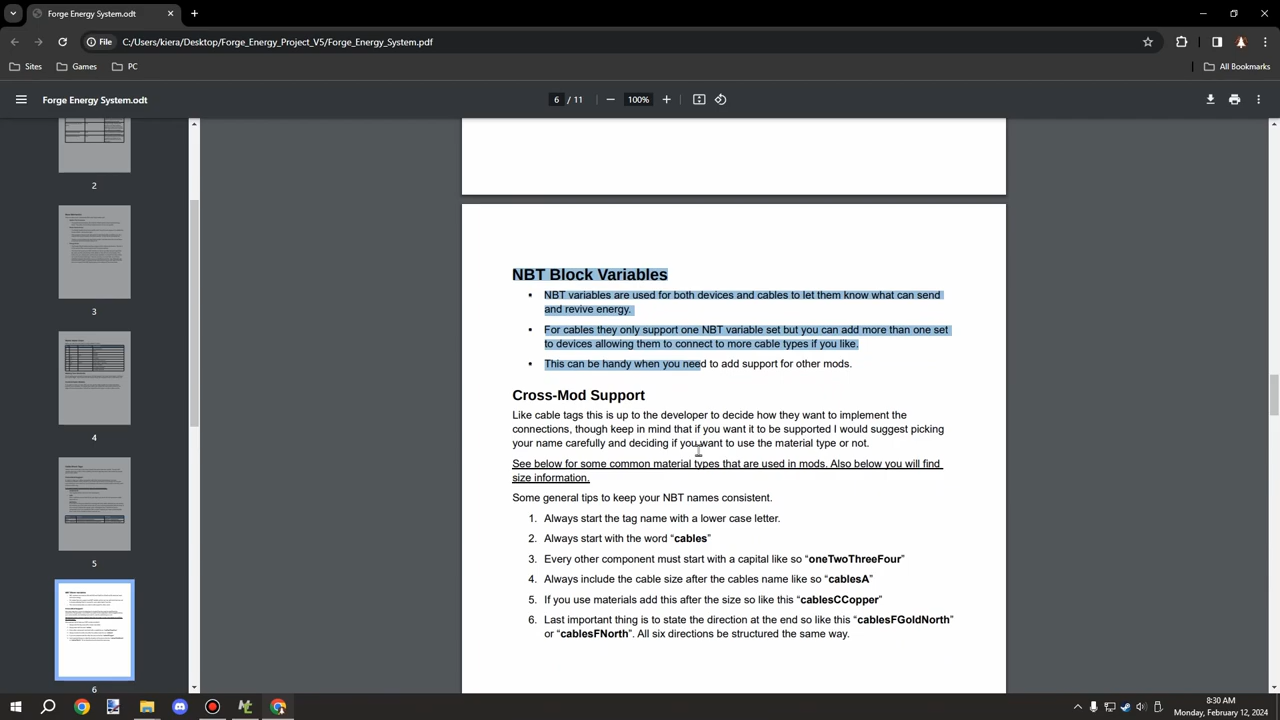 Forge Energy System.odt
File
C:/Users/kiera/Desktop/Forge_Energy_Project_V5/Forge_Energy_System.pdf
Sites
Games
PC
All Bookmarks
Forge Energy System.odt
6 / 11
100%
2
3
4
5
6
NBT Block Variables
▪ NBT variables are used for both devices and cables to let them know what can send
and revive energy.
▪ For cables they only support one NBT variable set but you can add more than one set
to devices allowing them to connect to more cable types if you like.
▪ This can be handy when you need to add support for other mods.
Cross-Mod Support
Like cable tags this is up to the developer to decide how they want to implement the
connections, though keep in mind that if you want it to be supported I would suggest picking
your name carefully and deciding if you want to use the material type or not.
See below for some common material types that are used in mods. Also below you will find
size information.
Some general tips to keep your NBT names consistent.
1. Always start the tag name with a lower case letter.
2. Always start with the word “cables”
3. Every other component must start with a capital like so “oneTwoThreeFour”
4. Always include the cable size after the cables name like so “cablesA”
5. If you use materials add this after the size so like this “cablesCCopper”
6. Last important thing is to state the direction at the end so like this “cablesFGoldNorth”
or “cablesFNorth”. All six directions be structured the same way.
8:30 AM
Monday, February 12, 2024